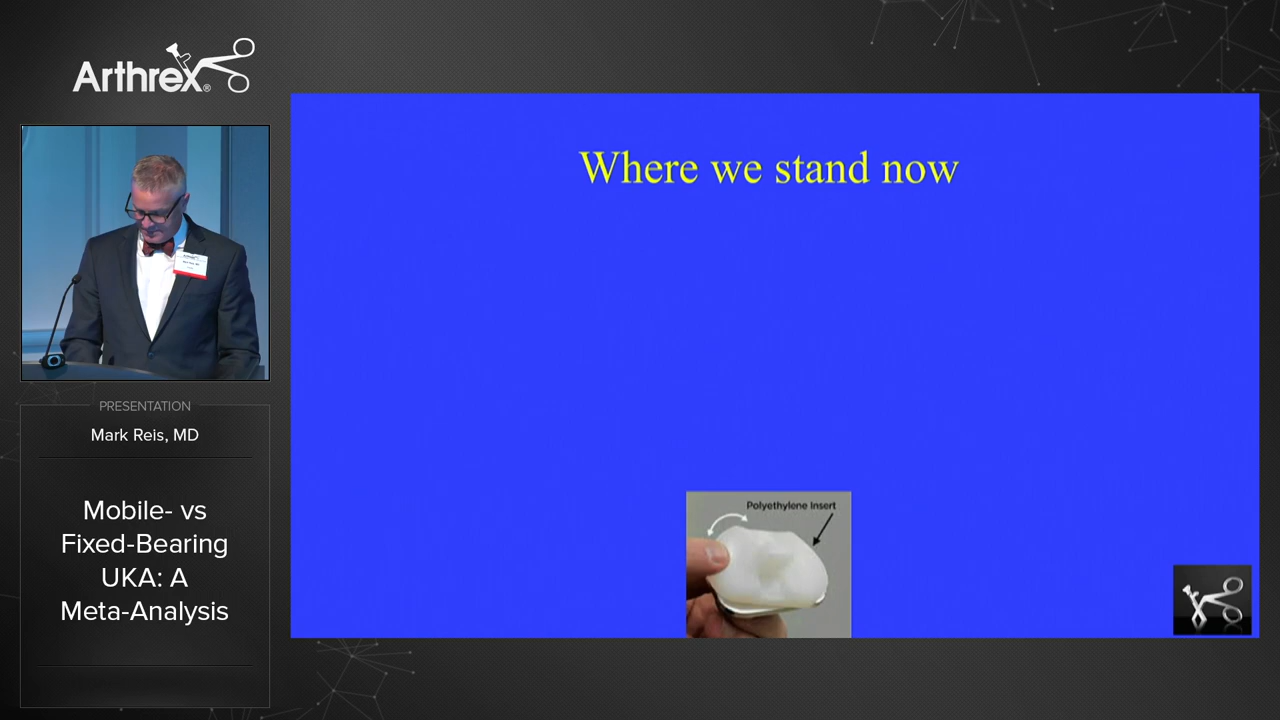 Arthrex®
PRESENTATION
Mark Reis, MD
Mobile- vs
Fixed-Bearing
UKA: A
Meta-Analysis
Where we stand now
Polyethylene Insert